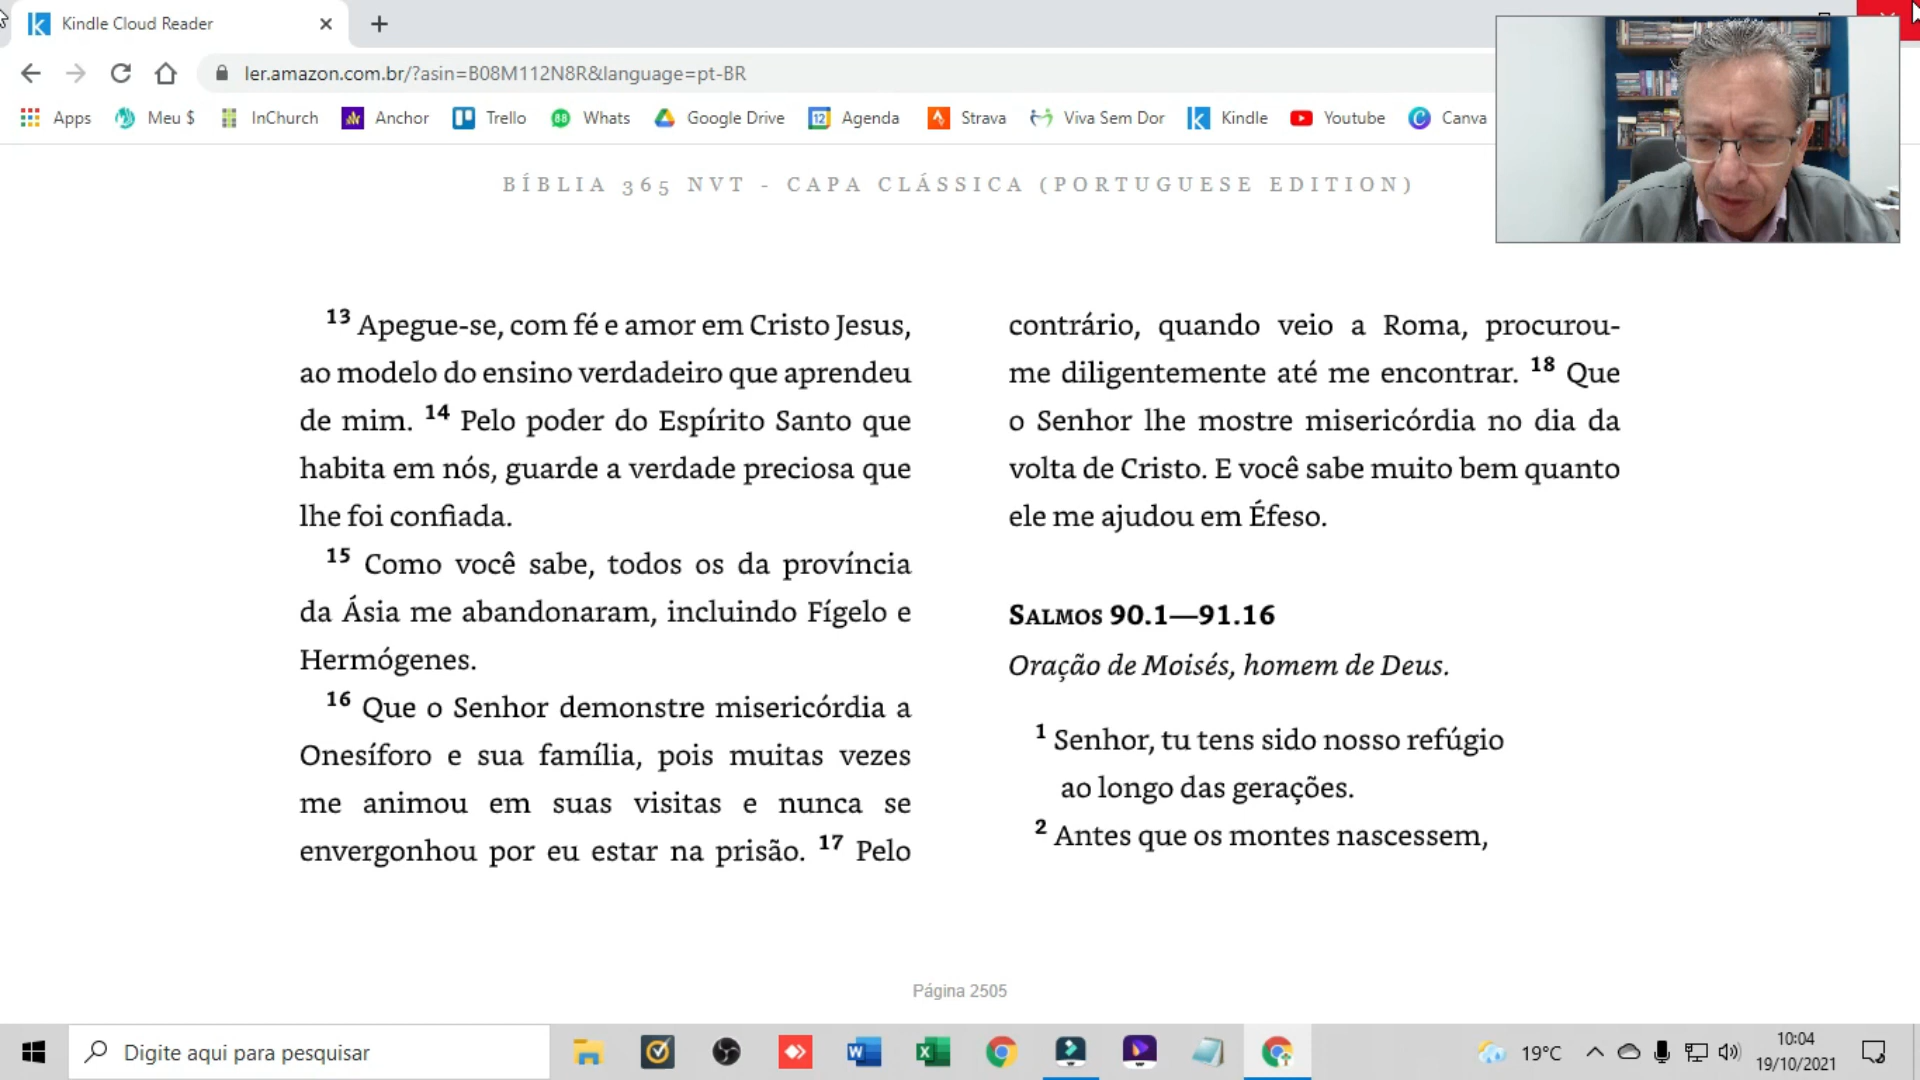 Kindle Cloud Reader
ler.amazon.com.br/?asin=B08M112N8R&language=pt-BR
Apps Meu $ InChurch Anchor Trello Whats Google Drive Agenda Strava Viva Sem Dor Kindle Youtube Canva
BÍBLIA 365 NVT - CAPA CLÁSSICA (PORTUGUESE EDITION)
13 Apegue-se, com fé e amor em Cristo Jesus,
ao modelo do ensino verdadeiro que aprendeu
de mim. 14 Pelo poder do Espírito Santo que
habita em nós, guarde a verdade preciosa que
lhe foi confiada.
15 Como você sabe, todos os da província
da Ásia me abandonaram, incluindo Fígelo e
Hermógenes.
16 Que o Senhor demonstre misericórdia a
Onesíforo e sua família, pois muitas vezes
me animou em suas visitas e nunca se
envergonhou por eu estar na prisão. 17 Pelo
contrário, quando veio a Roma, procurou-
me diligentemente até me encontrar. 18 Que
o Senhor lhe mostre misericórdia no dia da
volta de Cristo. E você sabe muito bem quanto
ele me ajudou em Éfeso.
SALMOS 90.1—91.16
Oração de Moisés, homem de Deus.
1 Senhor, tu tens sido nosso refúgio
ao longo das gerações.
2 Antes que os montes nascessem,
Página 2505
Digite aqui para pesquisar
19°C
10:04
19/10/2021